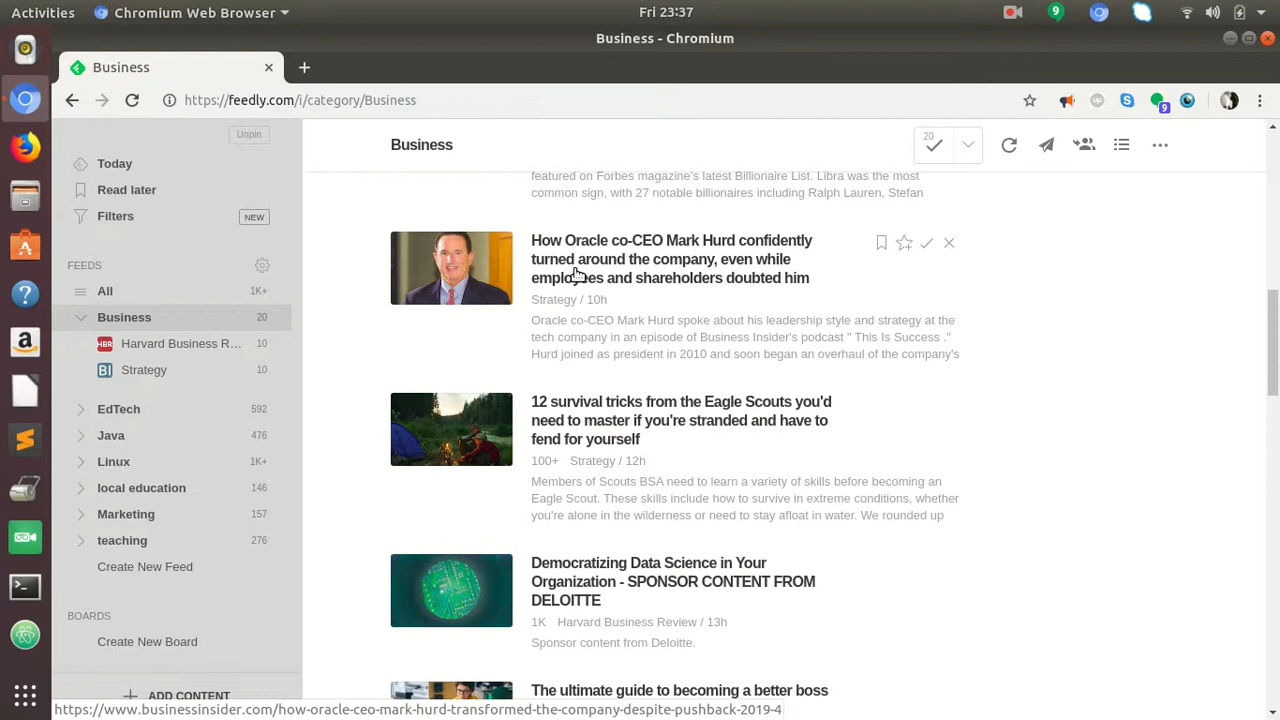 Activities Chromium Web Browser Fri 23:37 9
Business - Chromium
Business
https://feedly.com/i/category/Business 9
Unpin
Today
Read later
Filters NEW
FEEDS
All 1K+
Business 20
HBR Harvard Business R... 10
BI Strategy 10
EdTech 592
Java 476
Linux 1K+
local education 146
Marketing 157
teaching 276
Create New Feed
BOARDS
Create New Board
ADD CONTENT
Business 20
featured on Forbes magazine's latest Billionaire List. Libra was the most
common sign, with 27 notable billionaires including Ralph Lauren, Stefan
How Oracle co-CEO Mark Hurd confidently
turned around the company, even while
employees and shareholders doubted him
Strategy / 10h
Oracle co-CEO Mark Hurd spoke about his leadership style and strategy at the
tech company in an episode of Business Insider's podcast " This Is Success ."
Hurd joined as president in 2010 and soon began an overhaul of the company's
12 survival tricks from the Eagle Scouts you'd
need to master if you're stranded and have to
fend for yourself
100+ Strategy / 12h
Members of Scouts BSA need to learn a variety of skills before becoming an
Eagle Scout. These skills include how to survive in extreme conditions, whether
you're alone in the wilderness or need to stay afloat in water. We rounded up
Democratizing Data Science in Your
Organization - SPONSOR CONTENT FROM
DELOITTE
1K Harvard Business Review / 13h
Sponsor content from Deloitte.
The ultimate guide to becoming a better boss
https://www.businessinsider.com/how-oracle-ceo-mark-hurd-transformed-the-company-despite-pushback-2019-4